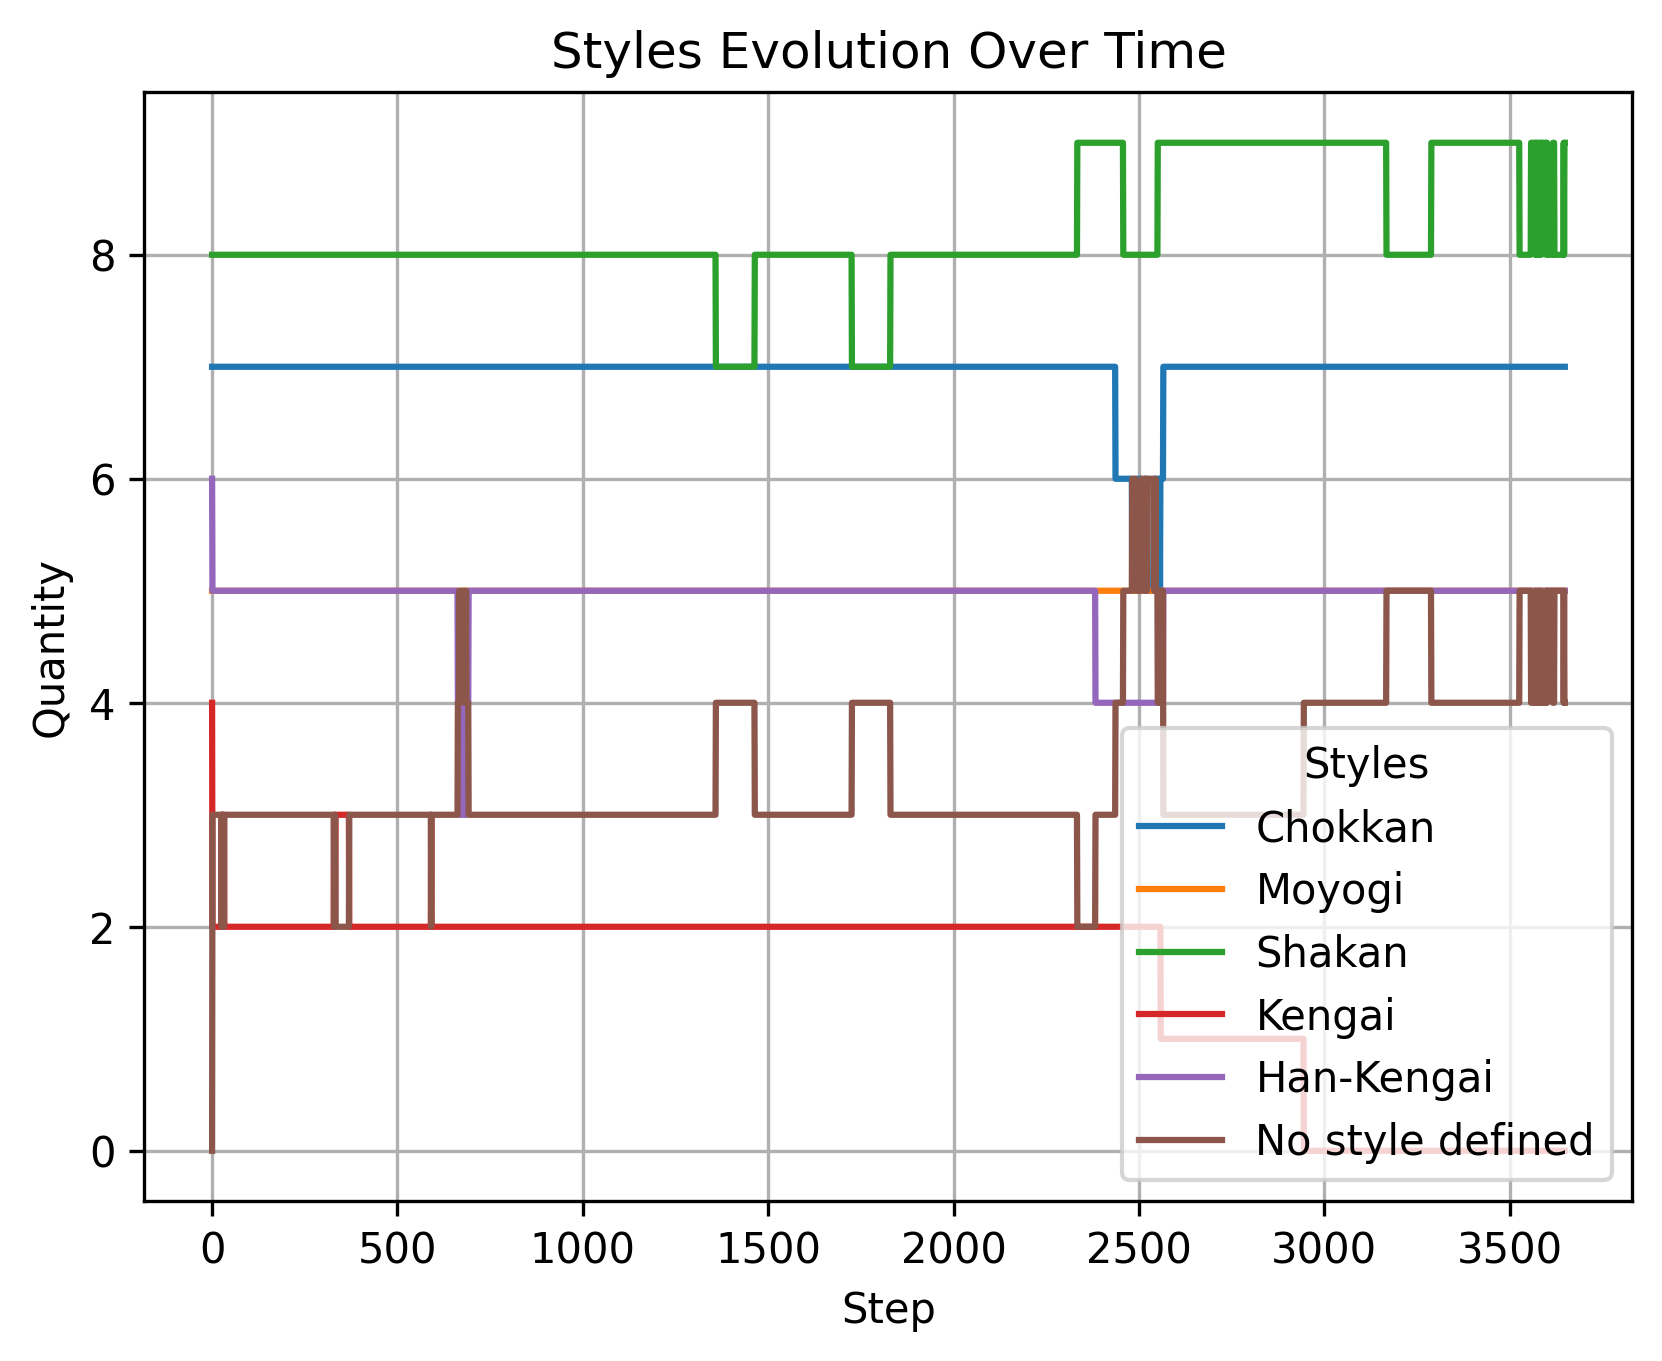 Styles Evolution Over Time
Quantity
8
6
4
2
0
Styles
Chokkan
Moyogi
Shakan
Kengai
Han-Kengai
No style defined
0 500 1000 1500 2000 2500 3000 3500
Step